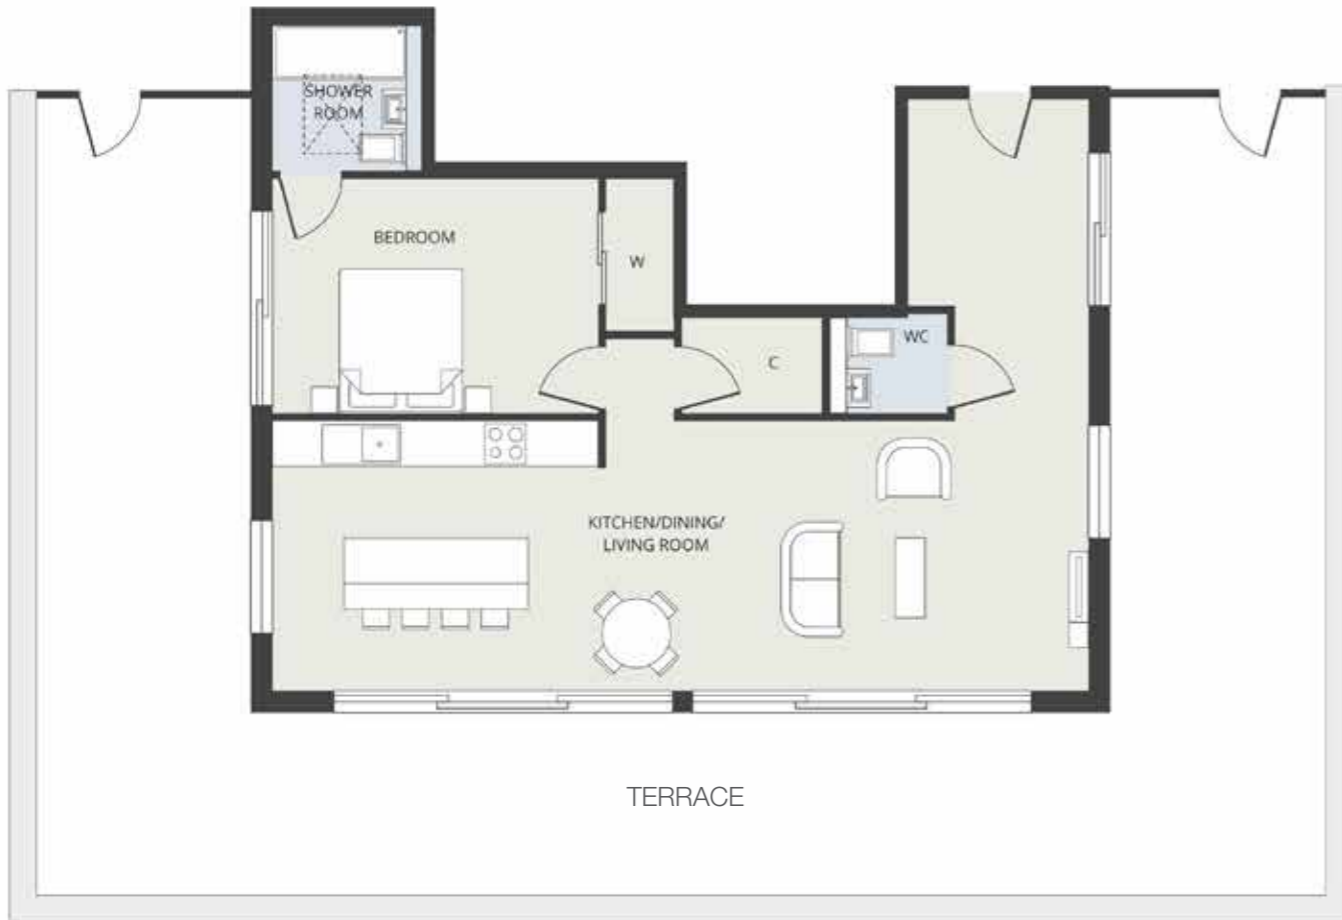 SHOWER
ROOM
BEDROOM
W
WC
C
KITCHEN/DINING/
LIVING ROOM
TERRACE